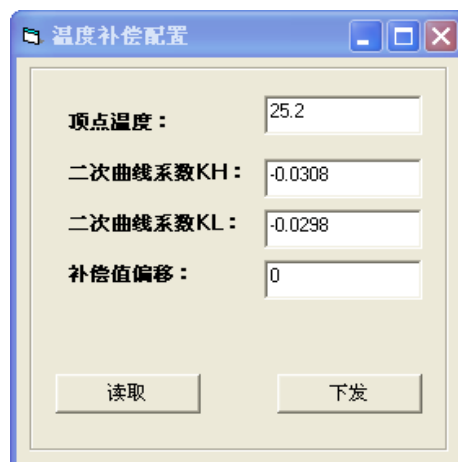 温度补偿配置
顶点温度： 25.2
二次曲线系数KH： -0.0308
二次曲线系数KL： -0.0298
补偿值偏移： 0
读取 下发